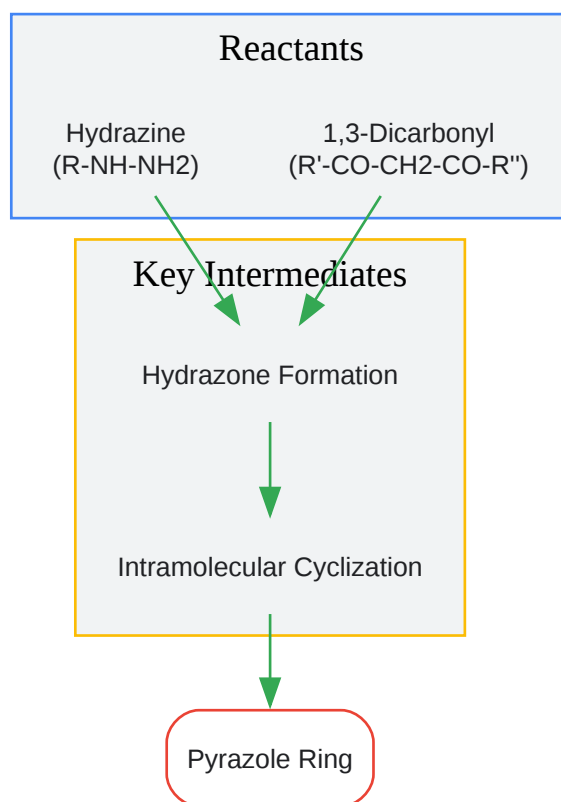 Reactants
Hydrazine
(R-NH-NH2)
1,3-Dicarbonyl
(R'-CO-CH2-CO-R'')
Key Intermediates
Hydrazone Formation
Intramolecular Cyclization
Pyrazole Ring